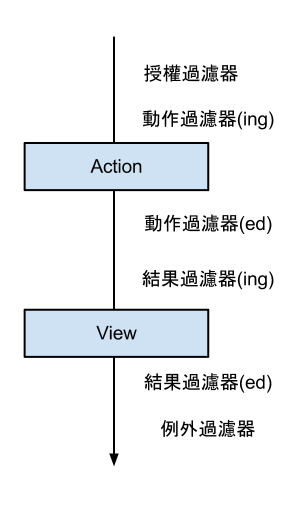 授權過濾器
動作過濾器(ing)
Action
動作過濾器(ed)
結果過濾器(ing)
View
結果過濾器(ed)
例外過濾器